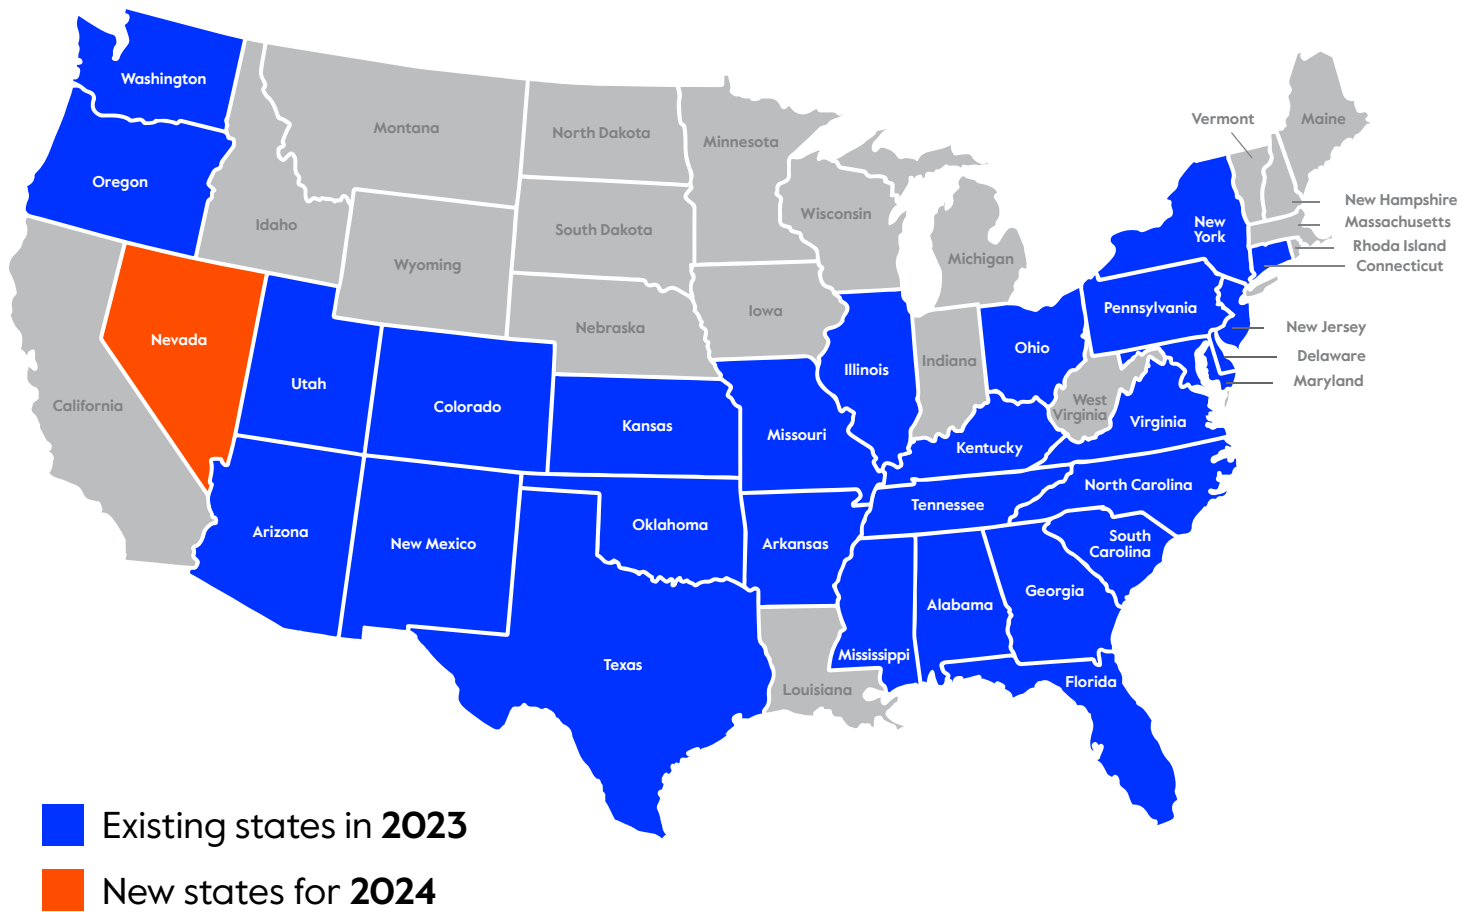 Washington
Oregon
Montana
North Dakota
Minnesota
Vermont
Maine
Idaho
Wyoming
South Dakota
Wisconsin
Michigan
New
York
New Hampshire
Massachusetts
Rhoda Island
Connecticut
Nevada
Nebraska
Iowa
Pennsylvania
New Jersey
Delaware
Maryland
California
Utah
Colorado
Kansas
Missouri
Illinois
Indiana
Ohio
West
Virginia
Virginia
Kentucky
Arizona
New Mexico
Oklahoma
Arkansas
Tennessee
North Carolina
South
Carolina
Texas
Louisiana
Mississippi
Alabama
Georgia
Florida
Existing states in 2023
New states for 2024